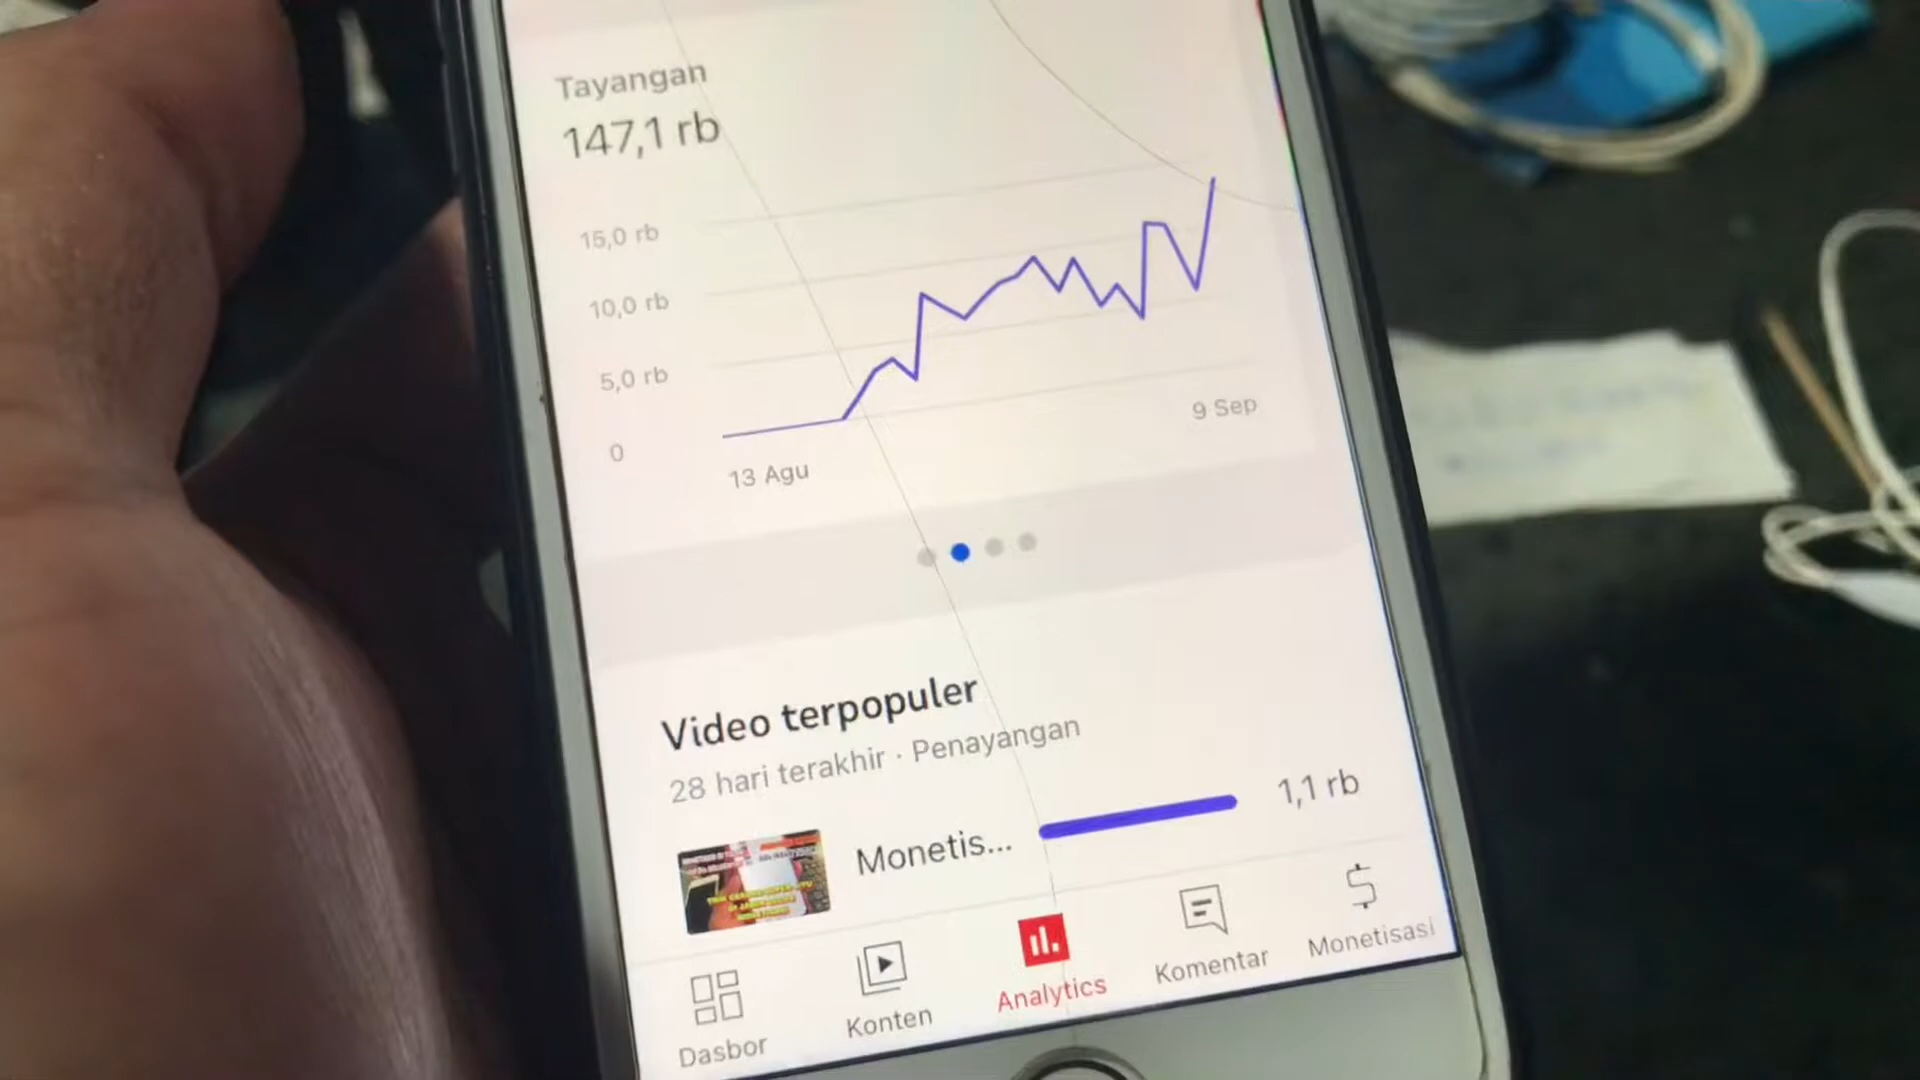 Tayangan
147,1 rb
15,0 rb
10,0 rb
5,0 rb
0
13 Agu
9 Sep
Video terpopuler
28 hari terakhir · Penayangan
Monetis...
1,1 rb
Dasbor
Konten
Analytics
Komentar
Monetisasi